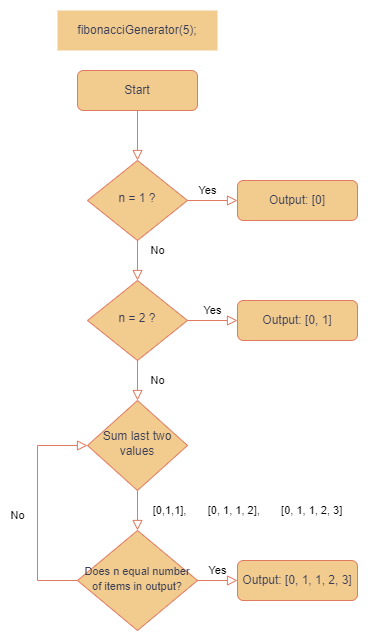 fibonacciGenerator(5);
Start
n = 1 ?
Yes
Output: [0]
No
n = 2 ?
Yes
Output: [0, 1]
No
Sum last two
values
[0,1,1],
[0, 1, 1, 2],
[0, 1, 1, 2, 3]
No
Does n equal number
of items in output?
Yes
Output: [0, 1, 1, 2, 3]